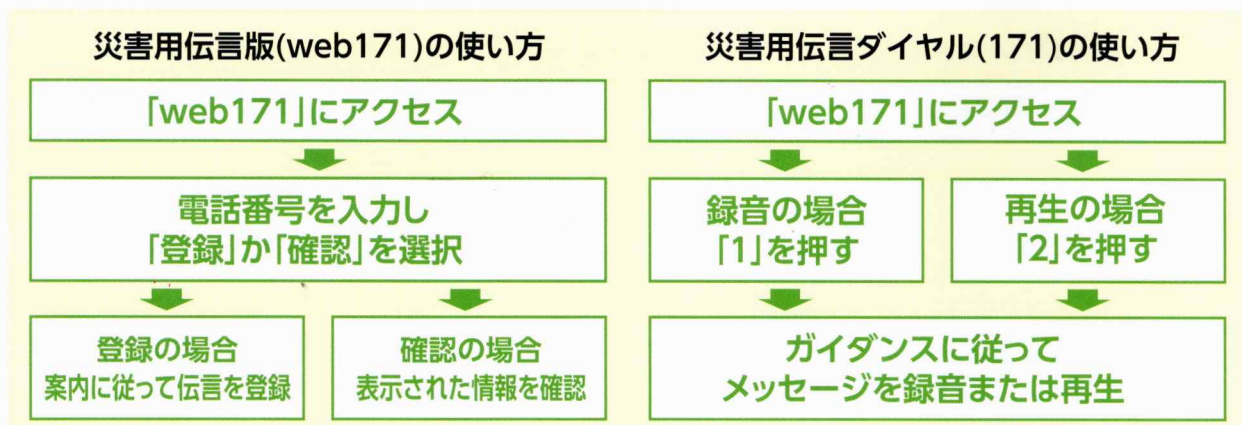 災害用伝言版(web171)の使い方
「web171」にアクセス
電話番号を入力し
「登録」か「確認」を選択
登録の場合
案内に従って伝言を登録
確認の場合
表示された情報を確認
災害用伝言ダイヤル(171)の使い方
「web171」にアクセス
録音の場合
「1」を押す
再生の場合
「2」を押す
ガイダンスに従って
メッセージを録音または再生